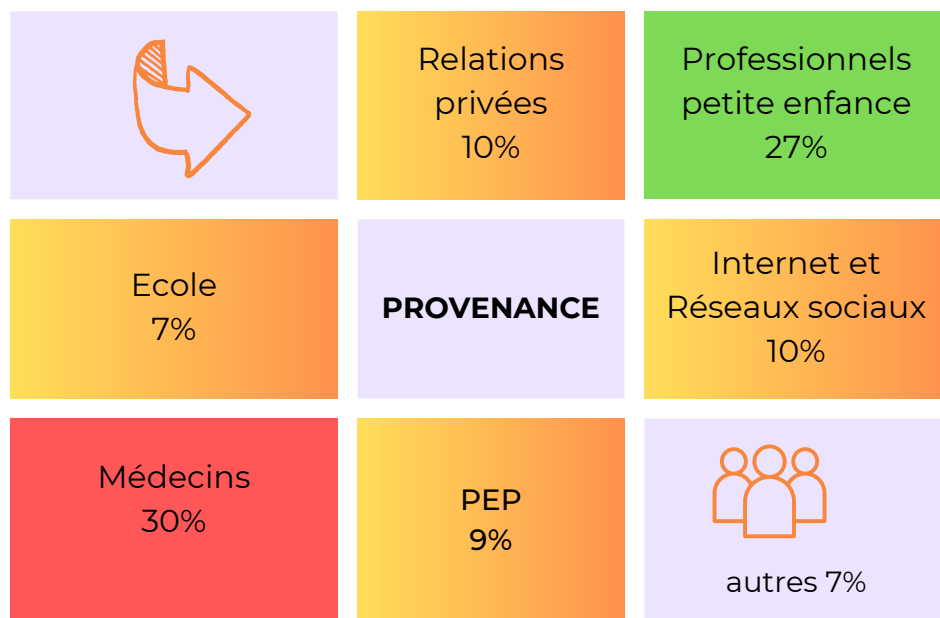 Relations
privées
10%
Professionnels
petite enfance
27%
Ecole
7%
PROVENANCE
Internet et
Réseaux sociaux
10%
Médecins
30%
PEP
9%
autres 7%